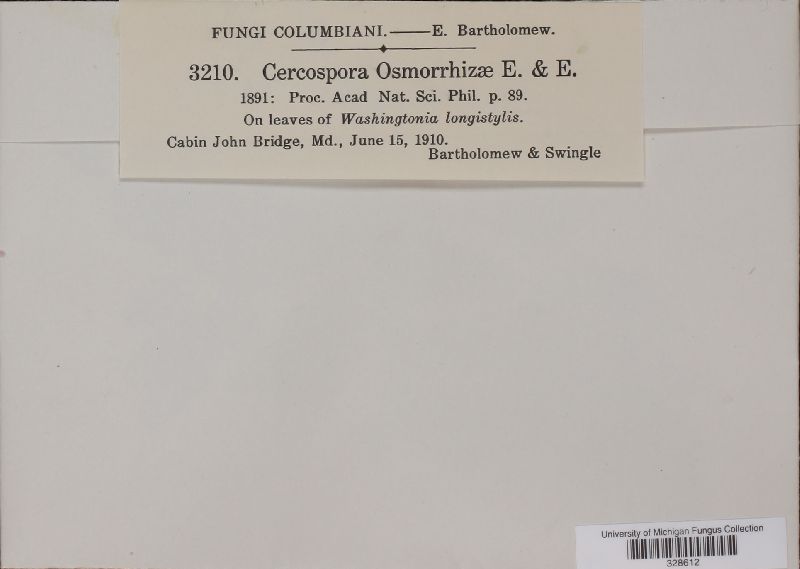 FUNGI COLUMBIANI.——E. Bartholomew.
3210. Cercospora Osmorrhizæ E. & E.
1891: Proc. Acad Nat. Sci. Phil. p. 89.
On leaves of Washingtonia longistylis.
Cabin John Bridge, Md., June 15, 1910.
Bartholomew & Swingle
University of Michigan Fungus Collection
328612